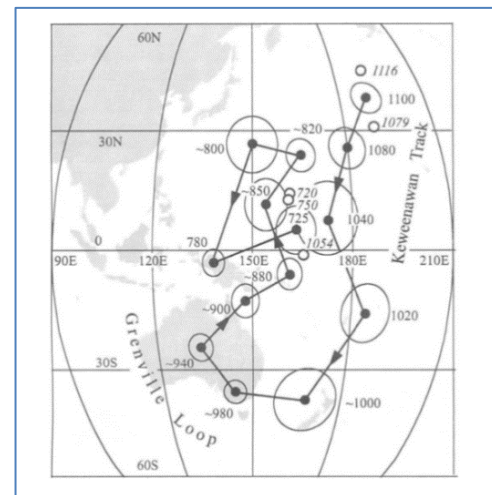 60N
1116
1100
30N
~820
1079
~800
1080
Keweenawan Track
~850
720
750
725
1040
0
780
1054
90E
120E
150E
180E
210E
~880
~900
1020
Grenville Loop
~940
30S
~980
~1000
60S